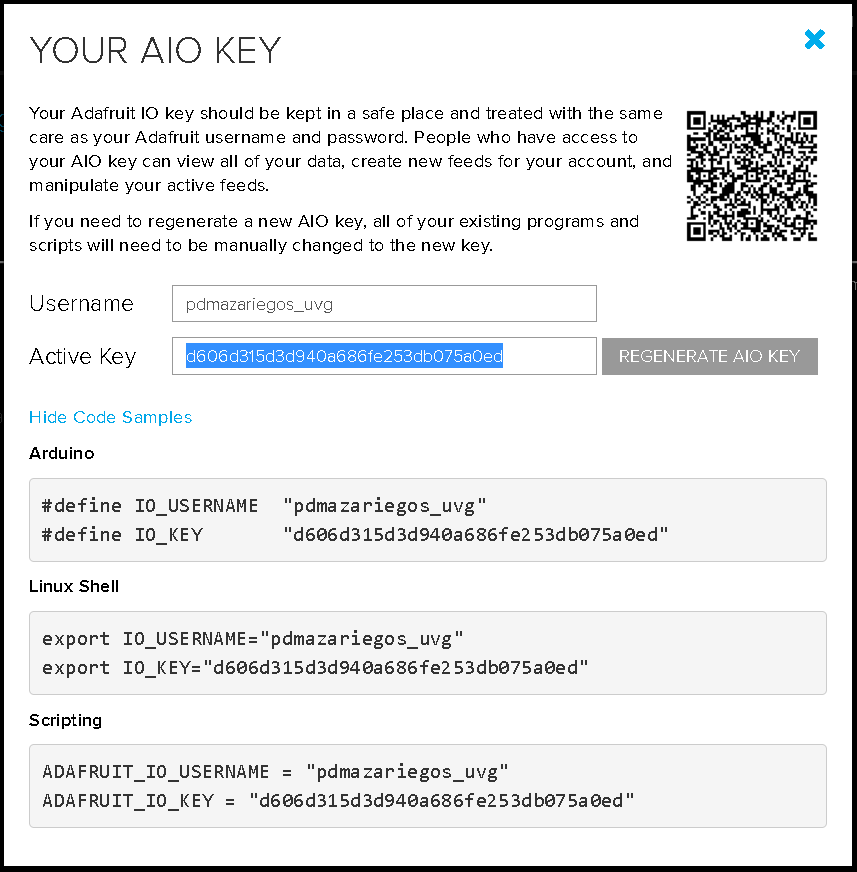 YOUR AIO KEY
Your Adafruit IO key should be kept in a safe place and treated with the same
care as your Adafruit username and password. People who have access to
your AIO key can view all of your data, create new feeds for your account, and
manipulate your active feeds.
If you need to regenerate a new AIO key, all of your existing programs and
scripts will need to be manually changed to the new key.
Username pdmazariegos_uvg
Active Key d606d315d3d940a686fe253db075a0ed REGENERATE AIO KEY
Hide Code Samples
Arduino
#define IO_USERNAME  "pdmazariegos_uvg"
#define IO_KEY       "d606d315d3d940a686fe253db075a0ed"
Linux Shell
export IO_USERNAME="pdmazariegos_uvg"
export IO_KEY="d606d315d3d940a686fe253db075a0ed"
Scripting
ADAFRUIT_IO_USERNAME = "pdmazariegos_uvg"
ADAFRUIT_IO_KEY = "d606d315d3d940a686fe253db075a0ed"